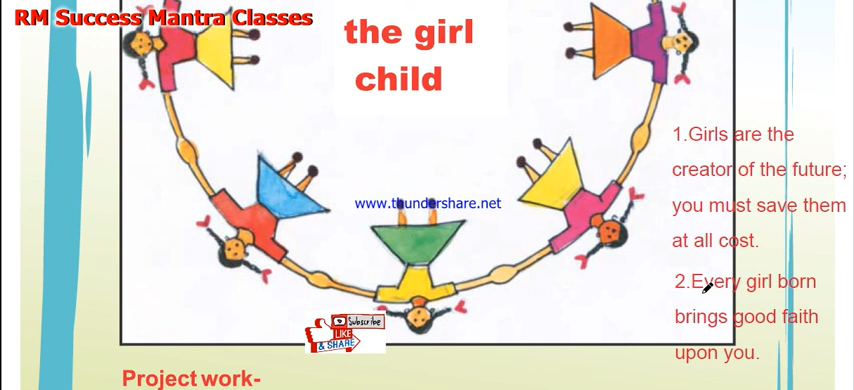 RM Success Mantra Classes
the girl
child
1.Girls are the
creator of the future;
you must save them
at all cost.
www.thundershare.net
2.Every girl born
brings good faith
upon you.
Subscribe
LIKE
& SHARE
Project work-